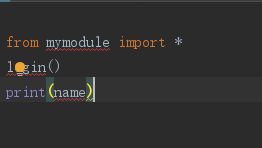 from mymodule import *
login()
print(name)